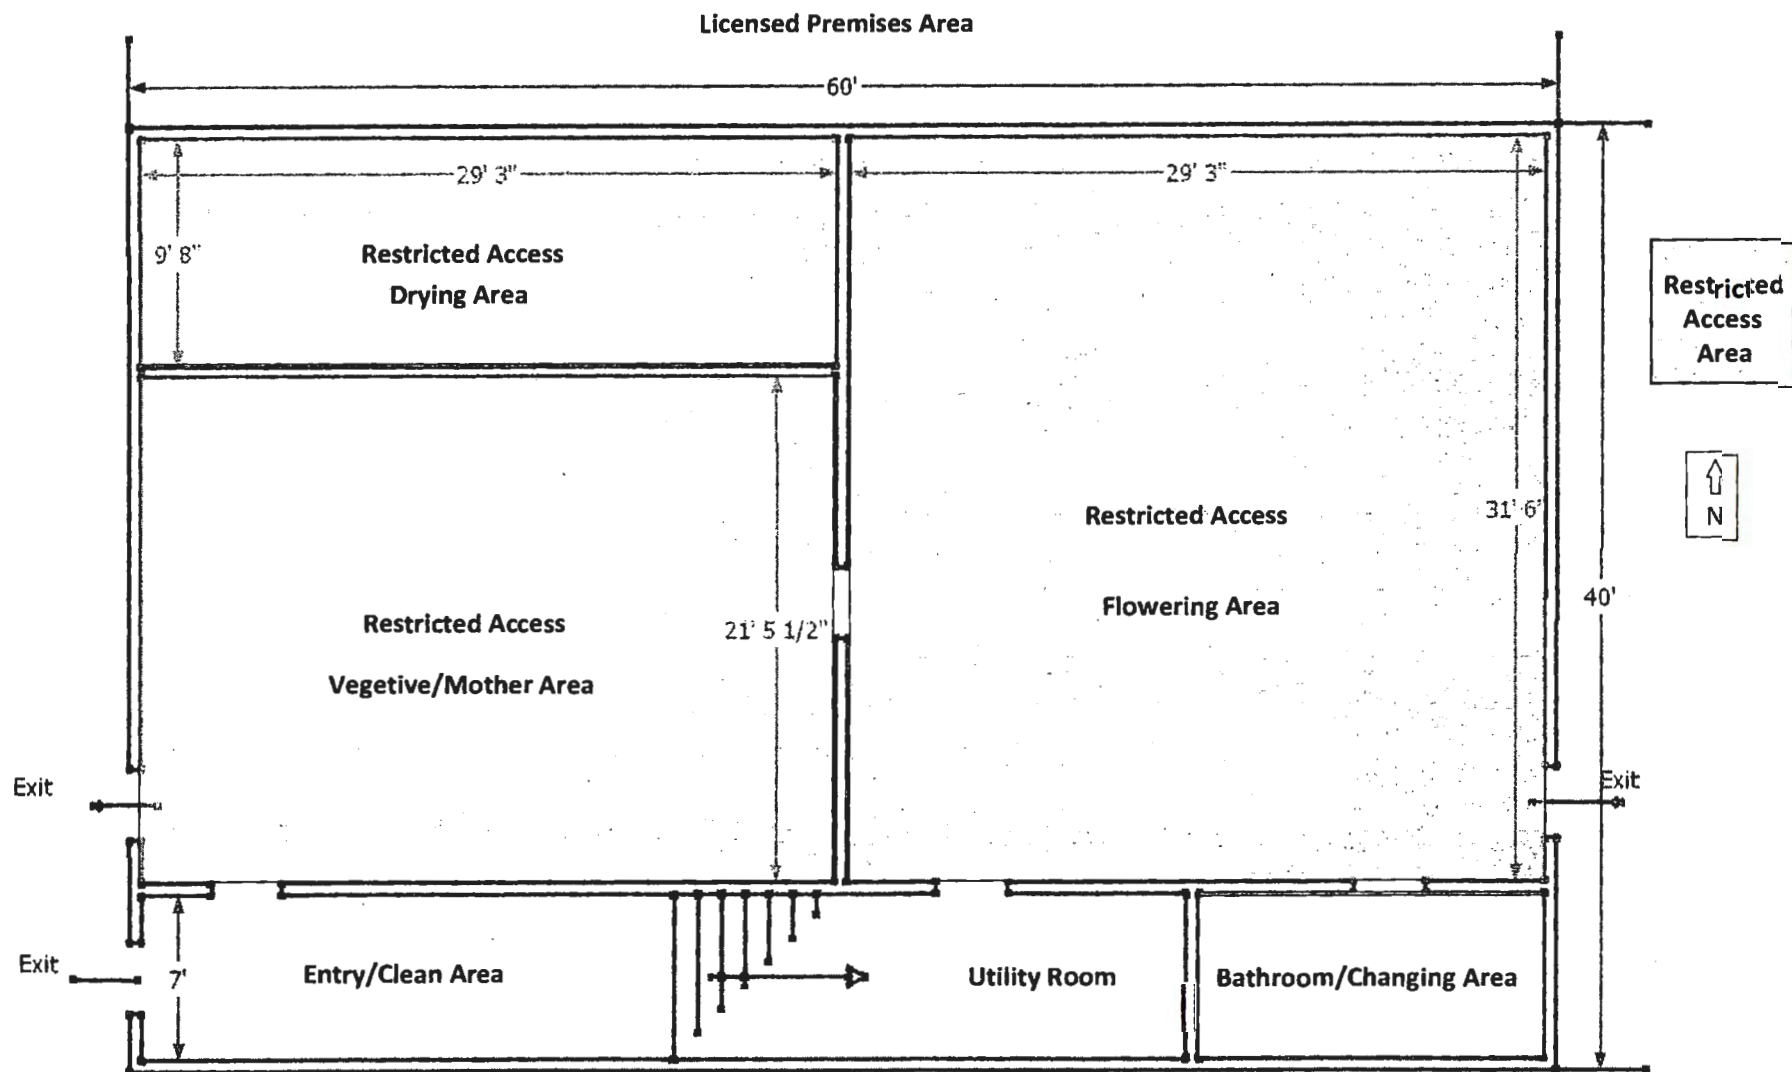 Licensed Premises Area
60'
29' 3"
29' 3"
9' 8"
Restricted Access
Drying Area
Restricted
Access
Area
N
31' 6'
Restricted Access
Flowering Area
40'
Restricted Access
Vegetive/Mother Area
21' 5 1/2"
Exit
Exit
Exit
7'
Entry/Clean Area
Utility Room
Bathroom/Changing Area